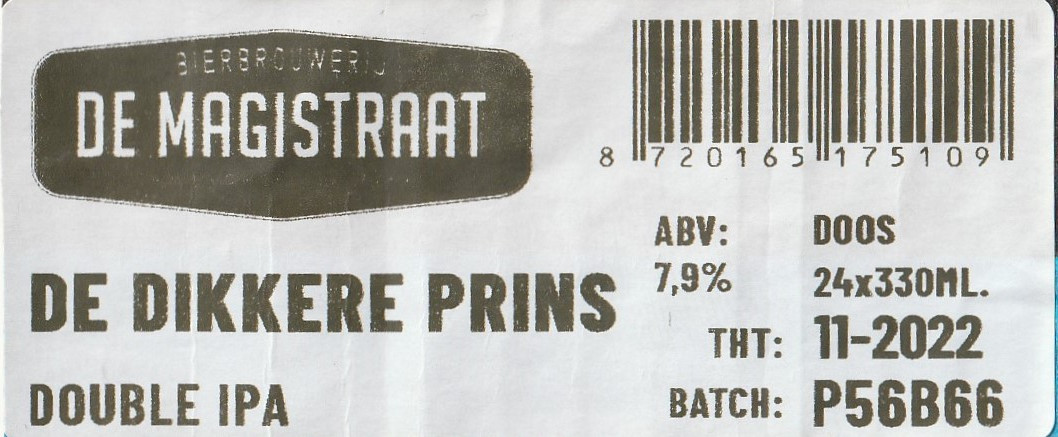 BIERBROUWERIJ
DE MAGISTRAAT
8 720165 175109
DE DIKKERE PRINS
DOUBLE IPA
ABV:
7,9%
DOOS
24x330ML.
THT: 11-2022
BATCH: P56B66